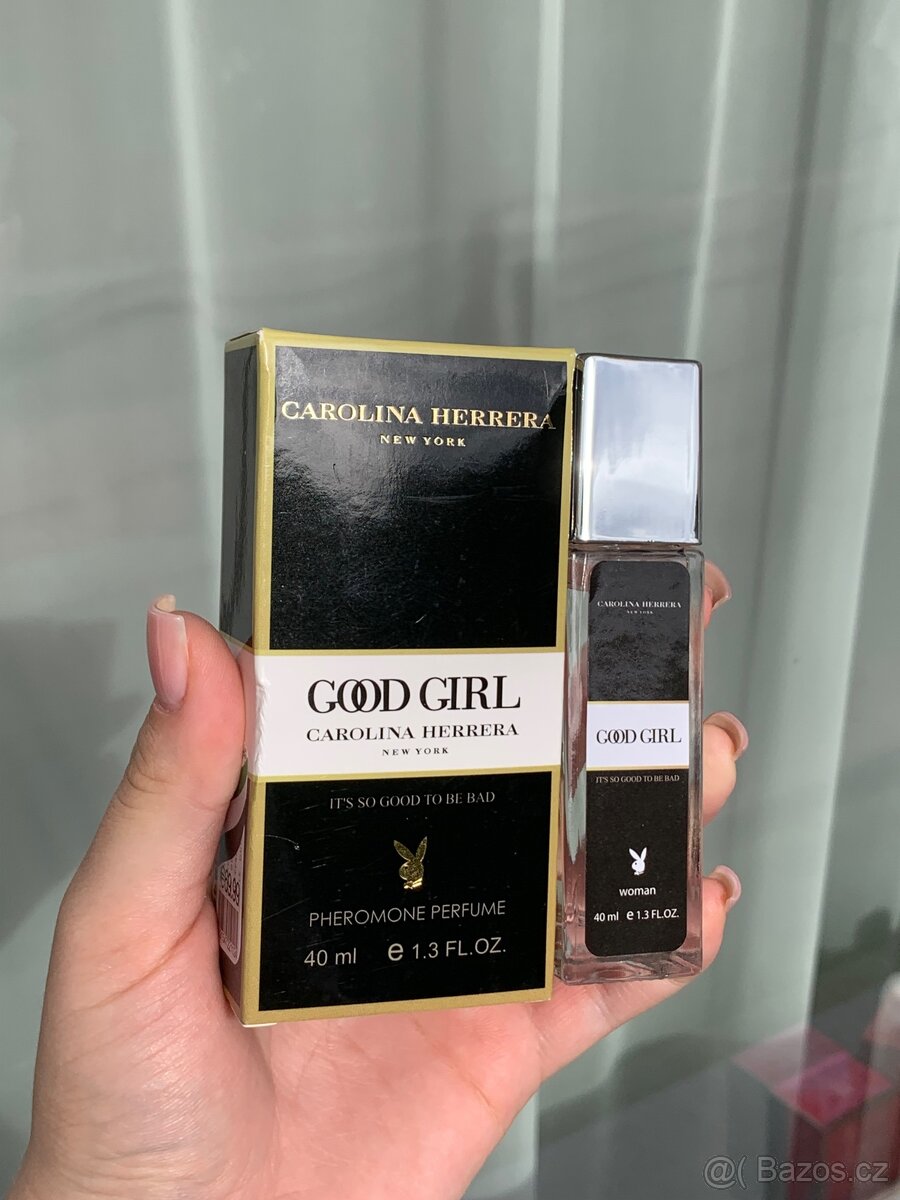 CAROLINA HERRERA
NEW YORK
GOOD GIRL
CAROLINA HERRERA
NEW YORK
IT'S SO GOOD TO BE BAD
PHEROMONE PERFUME
40 ml e 1.3 FL.OZ.
CAROLINA HERRERA
NEW YORK
GOOD GIRL
IT'S SO GOOD TO BE BAD
woman
40 ml e 1.3 FL.OZ.
@( Bazos.cz